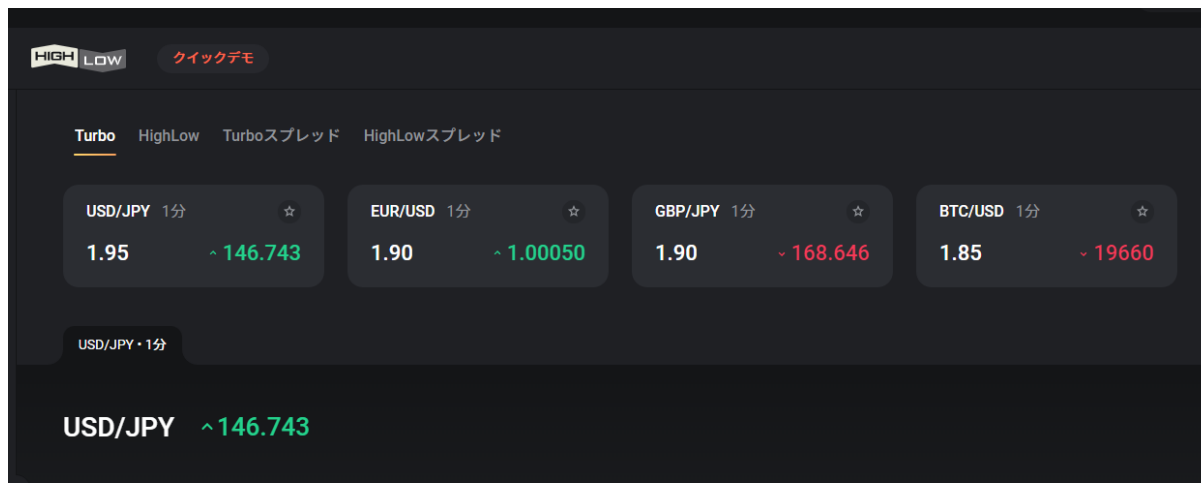 HIGH LOW クイックデモ
Turbo HighLow Turboスプレッド HighLowスプレッド
USD/JPY 1分
1.95 146.743
EUR/USD 1分
1.90 1.00050
GBP/JPY 1分
1.90 168.646
BTC/USD 1分
1.85 19660
USD/JPY・1分
USD/JPY 146.743